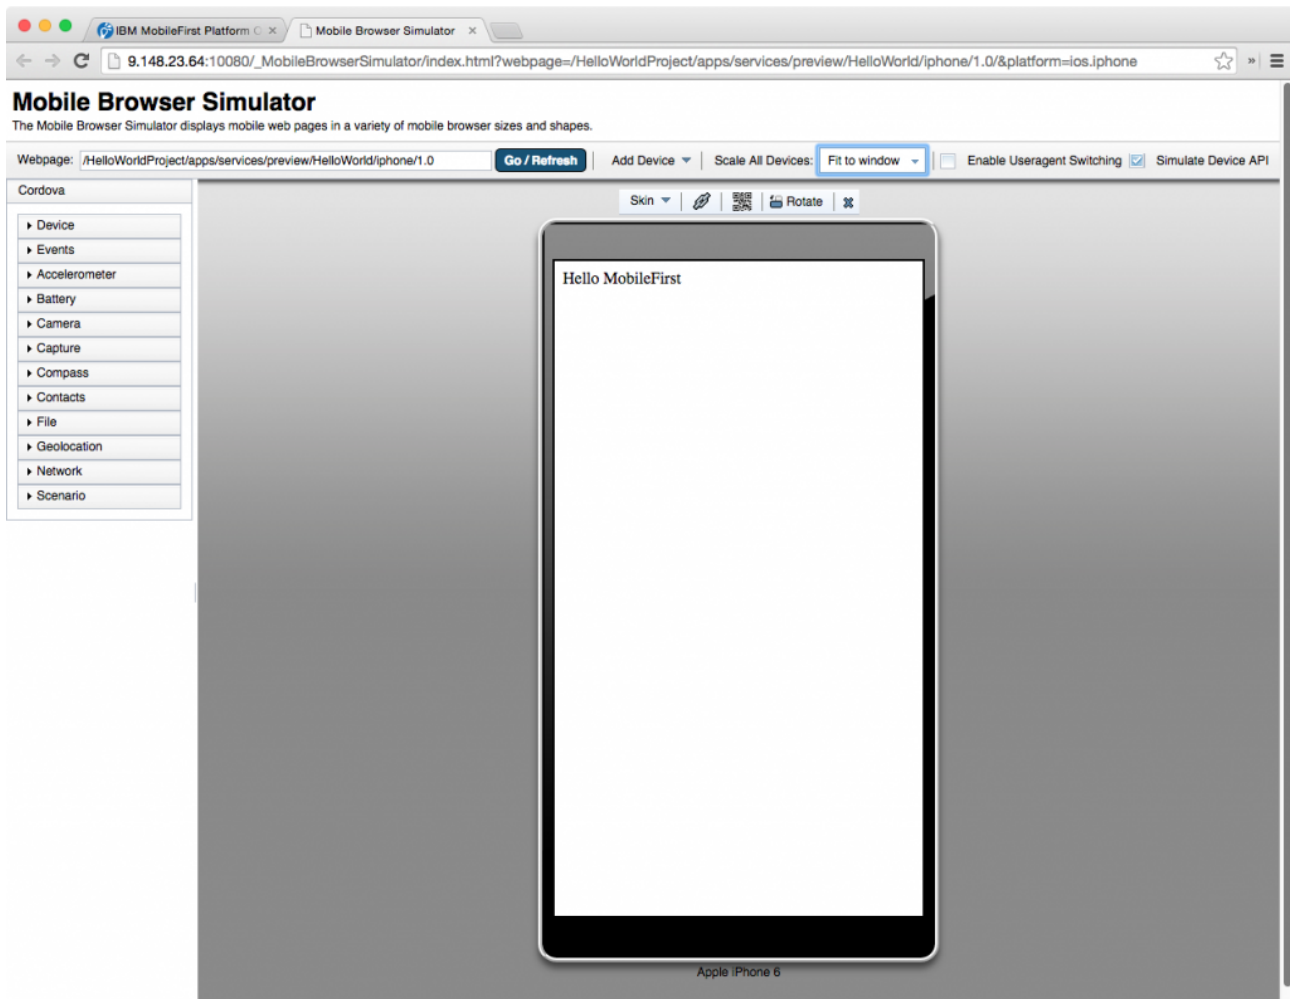 IBM MobileFirst Platform C
Mobile Browser Simulator
9.148.23.64:10080/_MobileBrowserSimulator/index.html?webpage=/HelloWorldProject/apps/services/preview/HelloWorld/iphone/1.0/&platform=ios.iphone
Mobile Browser Simulator
The Mobile Browser Simulator displays mobile web pages in a variety of mobile browser sizes and shapes.
Webpage: /HelloWorldProject/apps/services/preview/HelloWorld/iphone/1.0 Go / Refresh Add Device Scale All Devices: Fit to window Enable Useragent Switching Simulate Device API
Cordova
Skin Rotate
Device
Events
Accelerometer
Battery
Camera
Capture
Compass
Contacts
File
Geolocation
Network
Scenario
Hello MobileFirst
Apple iPhone 6